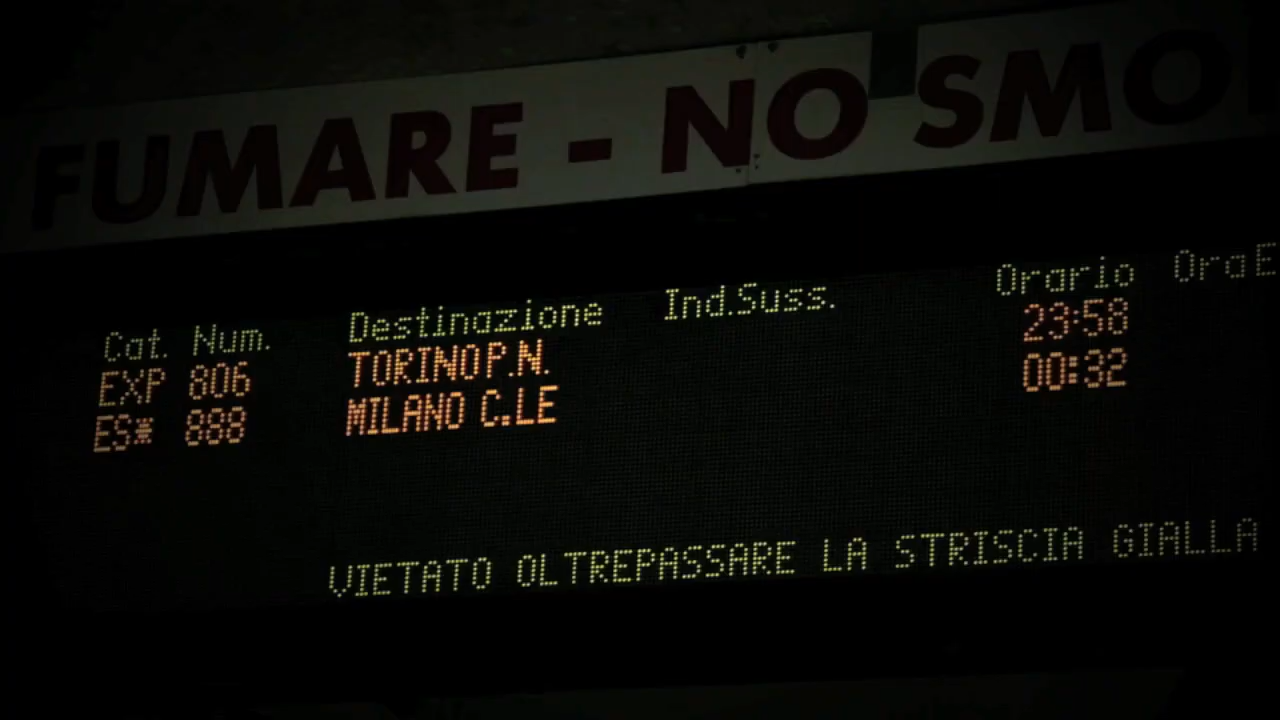 FUMARE - NO SMO
Cat. Num. Destinazione Ind.Suss. Orario OraE
EXP 806 TORINO P.N. 23:58
ES* 888 MILANO C.LE 00:32
VIETATO OLTREPASSARE LA STRISCIA GIALLA